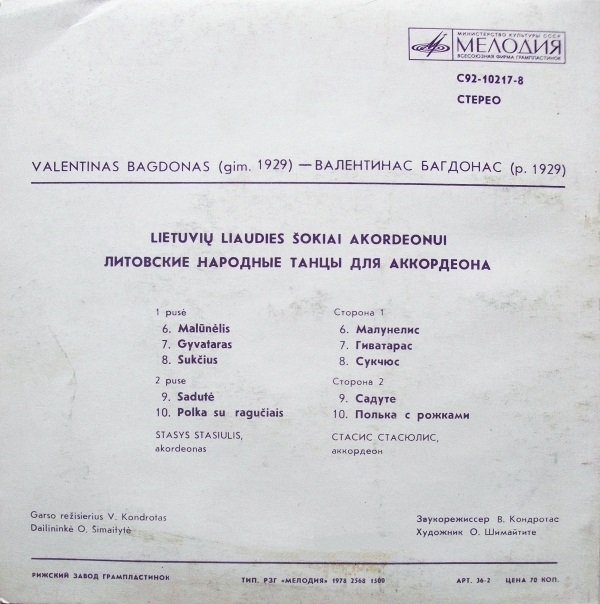 МИНИСТЕРСТВО КУЛЬТУРЫ СССР
МЕЛОДИЯ
ВСЕСОЮЗНАЯ ФИРМА ГРАМПЛАСТИНОК
С92-10217-8
СТЕРЕО
VALENTINAS BAGDONAS (gim. 1929) — ВАЛЕНТИНАС БАГДОНАС (р. 1929)
LIETUVIŲ LIAUDIES ŠOKIAI AKORDEONUI
ЛИТОВСКИЕ НАРОДНЫЕ ТАНЦЫ ДЛЯ АККОРДЕОНА
1 pusė
6. Malūnėlis
7. Gyvataras
8. Sukčius
2 puse
9. Sadutė
10. Polka su ragučiais
STASYS STASIULIS,
akordeonas
Сторона 1
6. Малунелис
7. Гиватарас
8. Сукчюс
Сторона 2
9. Садуте
10. Полька с рожками
СТАСИС СТАСЮЛИС,
аккордеон
Garso režisierius V. Kondrotas
Dailininkė O. Šimaitytė
Звукорежиссер В. Кондротас
Художник О. Шимайтите
РИЖСКИЙ ЗАВОД ГРАМПЛАСТИНОК ТИП. РЗГ «МЕЛОДИЯ» 1978 2568 1500 АРТ. 36-2 ЦЕНА 70 КОП.